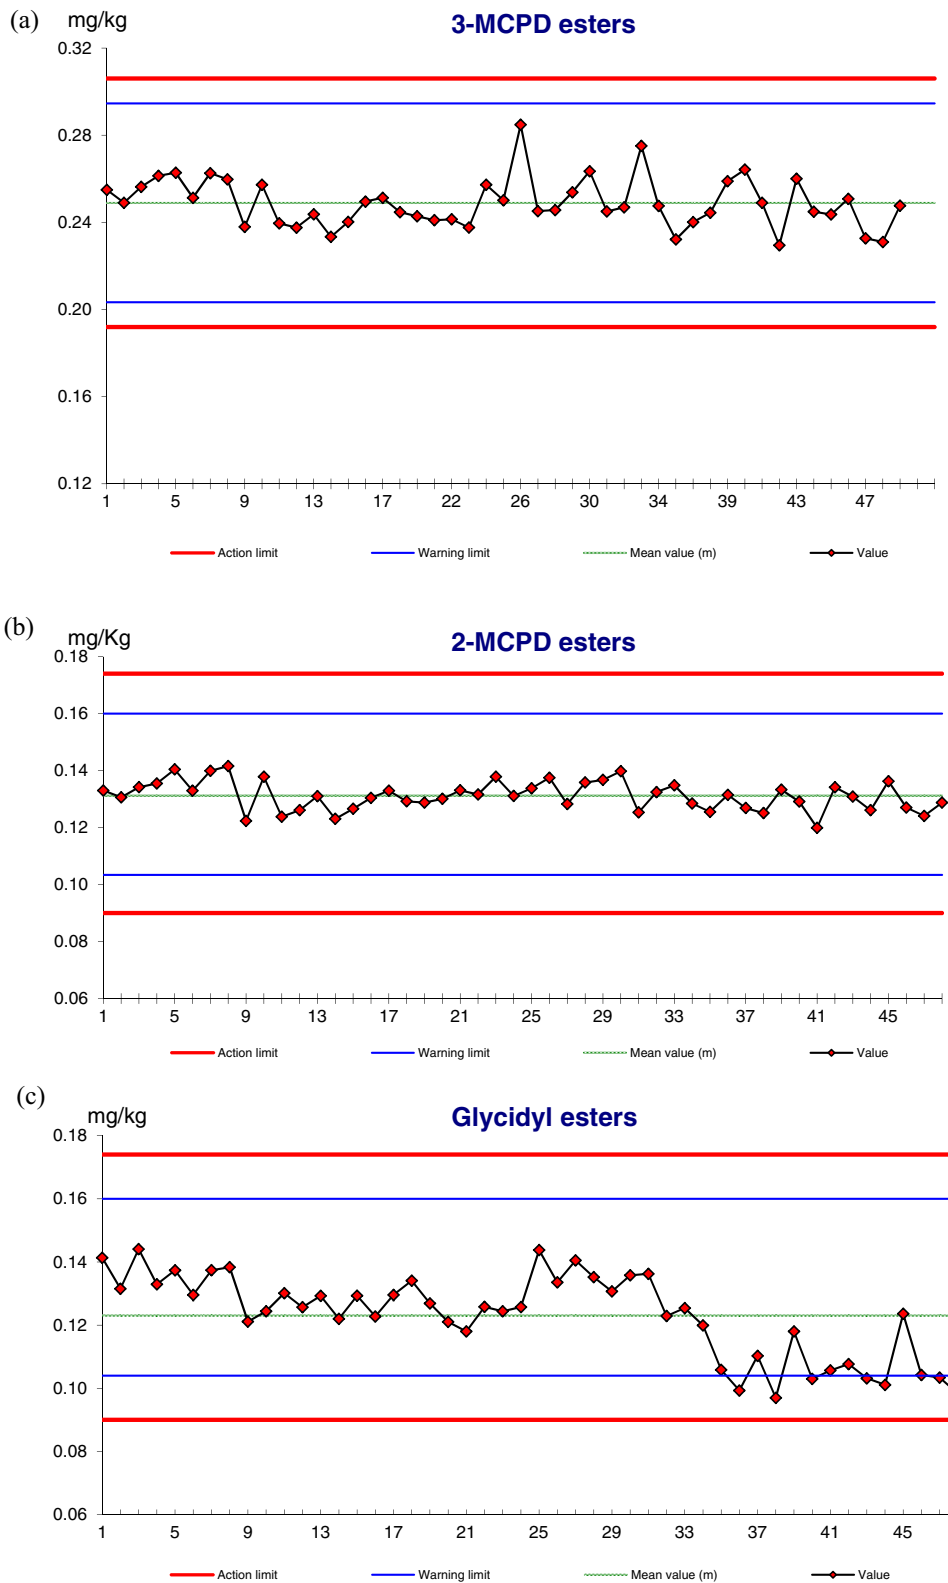 (a)
mg/kg
3-MCPD esters
0.32
0.28
0.24
0.20
0.16
0.12
1 5 9 13 17 22 26 30 34 39 43 47
Action limit Warning limit Mean value (m) Value
(b)
mg/Kg
2-MCPD esters
0.18
0.16
0.14
0.12
0.10
0.08
0.06
1 5 9 13 17 21 25 29 33 37 41 45
Action limit Warning limit Mean value (m) Value
(c)
mg/kg
Glycidyl esters
0.18
0.16
0.14
0.12
0.10
0.08
0.06
1 5 9 13 17 21 25 29 33 37 41 45
Action limit Warning limit Mean value (m) Value